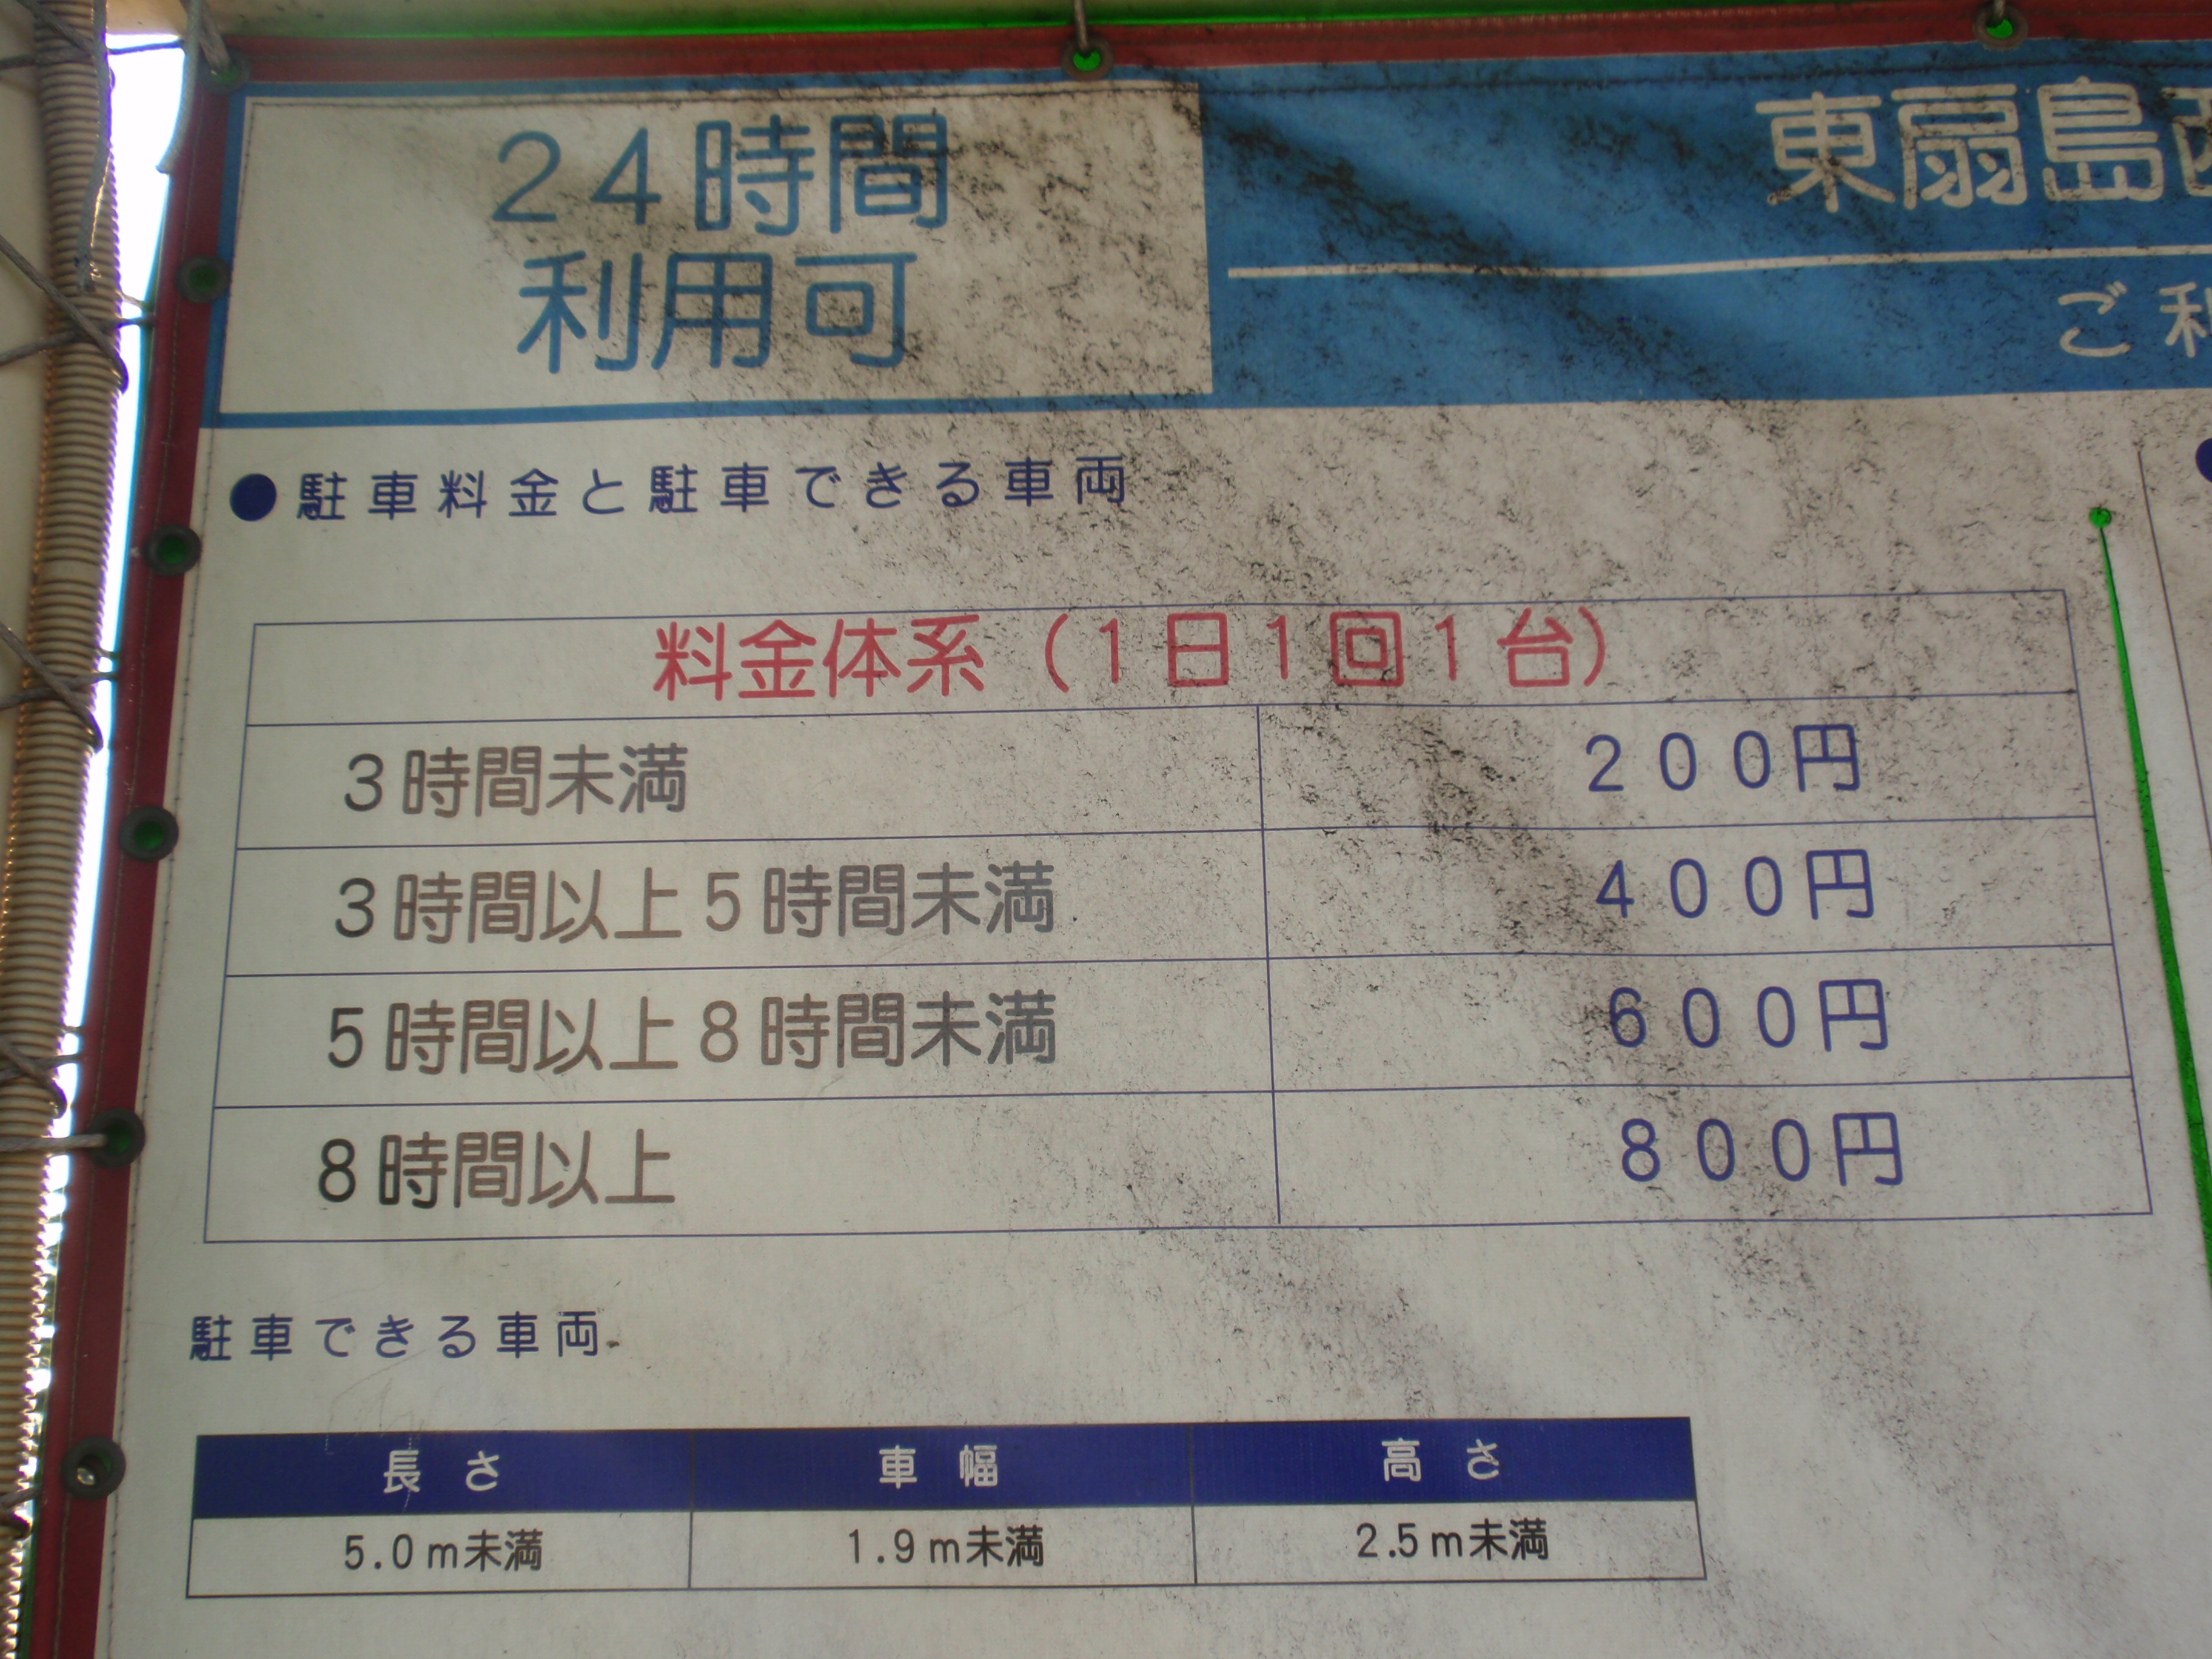 24時間
利用可
東扇島
ご利
●駐車料金と駐車できる車両
料金体系(1日1回1台)
3時間未満 200円
3時間以上5時間未満 400円
5時間以上8時間未満 600円
8時間以上 800円
駐車できる車両
長さ 車幅 高さ
5.0m未満 1.9m未満 2.5m未満